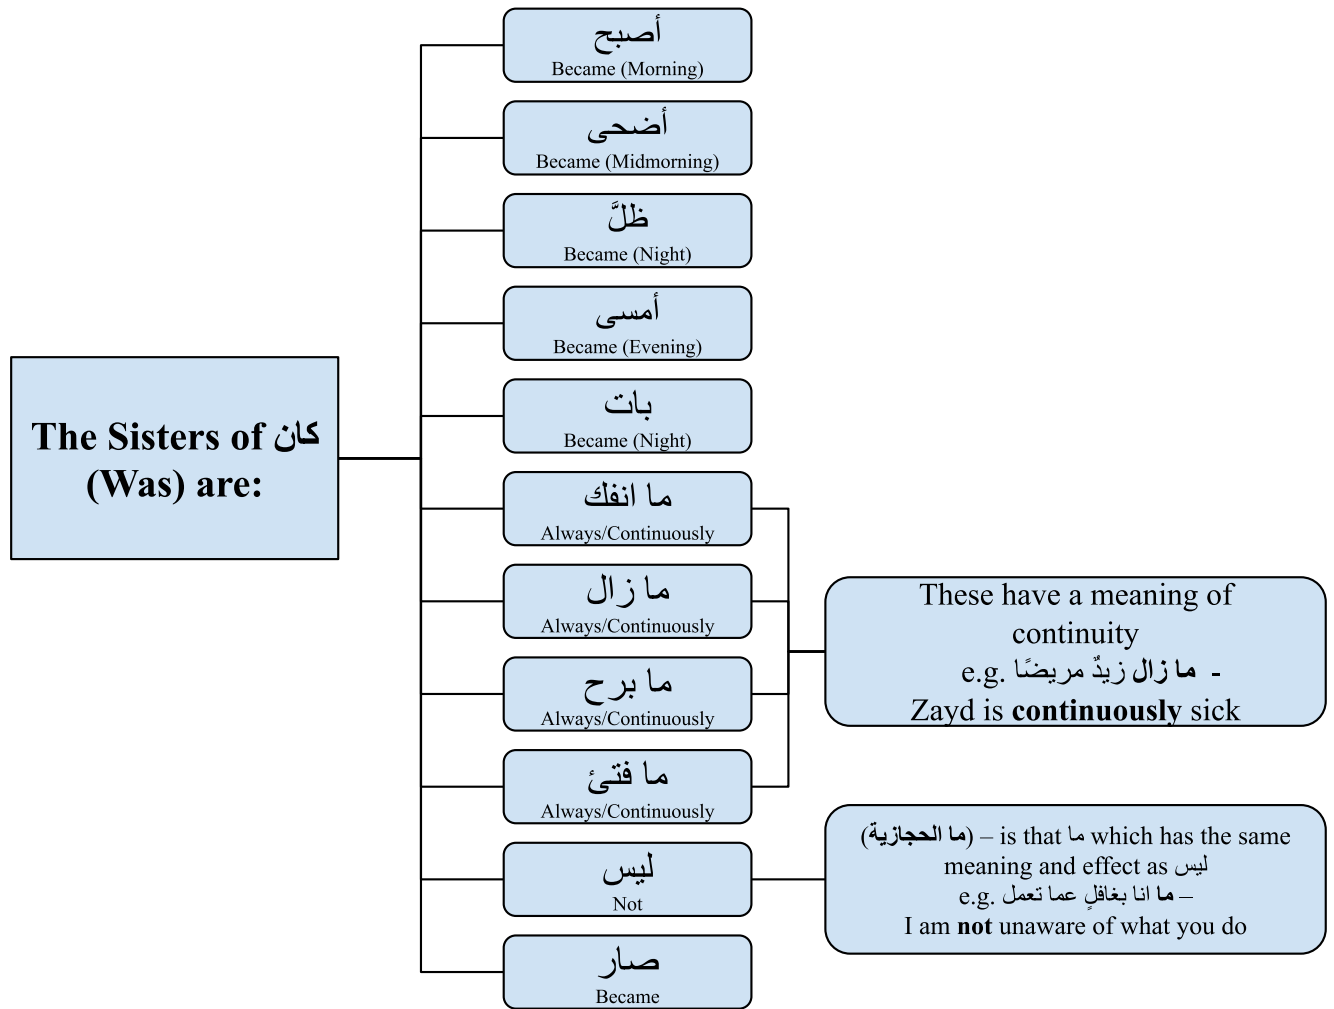 أصبح
Became (Morning)
أضحى
Became (Midmorning)
ظلَّ
Became (Night)
أمسى
Became (Evening)
بات
Became (Night)
The Sisters of كان
(Was) are:
ما انفك
Always/Continuously
ما زال
Always/Continuously
ما برح
Always/Continuously
ما فتئ
Always/Continuously
These have a meaning of
continuity
e.g. ما زال زيدٌ مريضًا -
Zayd is continuously sick
ليس
Not
(ما الحجازية) – is that ما which has the same
meaning and effect as ليس
e.g. ما انا بغافلٍ عما تعمل –
I am not unaware of what you do
صار
Became